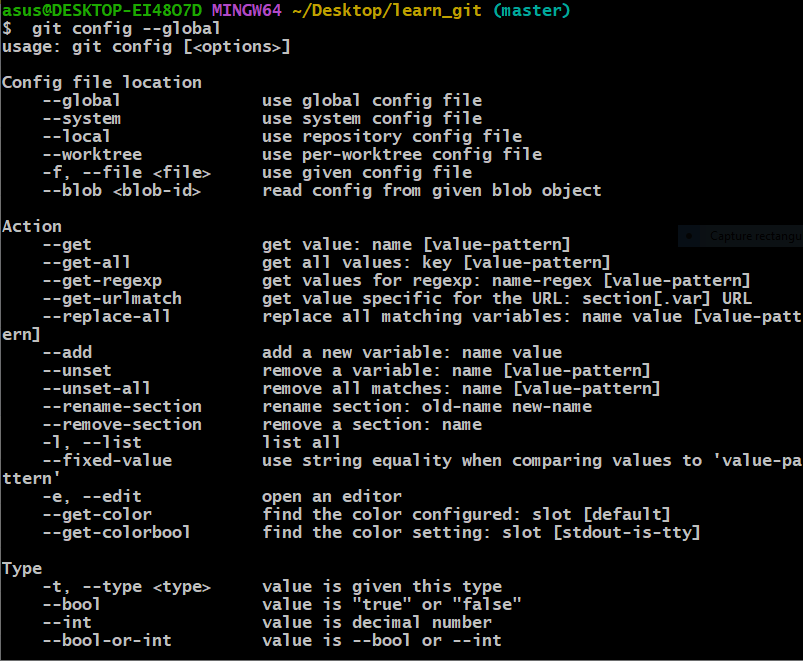 asus@DESKTOP-EI48O7D MINGW64 ~/Desktop/learn_git (master)
$  git config --global
usage: git config [<options>]

Config file location
    --global              use global config file
    --system              use system config file
    --local               use repository config file
    --worktree            use per-worktree config file
    -f, --file <file>     use given config file
    --blob <blob-id>      read config from given blob object

Action
    --get                 get value: name [value-pattern]
    --get-all             get all values: key [value-pattern]
    --get-regexp          get values for regexp: name-regex [value-pattern]
    --get-urlmatch        get value specific for the URL: section[.var] URL
    --replace-all         replace all matching variables: name value [value-patt
ern]
    --add                 add a new variable: name value
    --unset               remove a variable: name [value-pattern]
    --unset-all           remove all matches: name [value-pattern]
    --rename-section      rename section: old-name new-name
    --remove-section      remove a section: name
    -l, --list            list all
    --fixed-value         use string equality when comparing values to 'value-pa
ttern'
    -e, --edit            open an editor
    --get-color           find the color configured: slot [default]
    --get-colorbool       find the color setting: slot [stdout-is-tty]

Type
    -t, --type <type>     value is given this type
    --bool                value is "true" or "false"
    --int                 value is decimal number
    --bool-or-int         value is --bool or --int
Capture rectangu